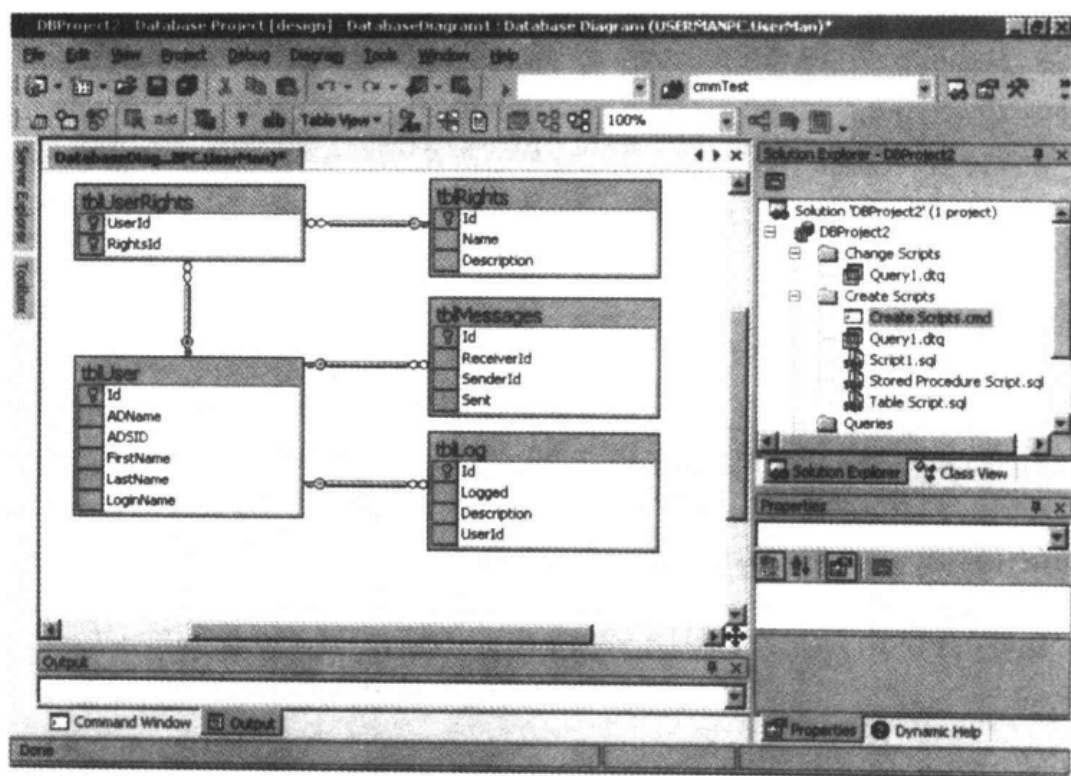 DBProject2 - Database Project [design] - DatabaseDiagram1 : Database Diagram (USERMANPC.UserMan)*
File Edit View Project Debug Diagram Tools Window Help
cmmTest
Table View
100%
Server Explorer
Toolbox
DatabaseDiag...BPC.UserMan)*
tblUserRights
UserId
RightsId
tblRights
Id
Name
Description
tblMessages
Id
ReceiverId
SenderId
Sent
tblUser
Id
ADName
ADSID
FirstName
LastName
LoginName
tblLog
Id
Logged
Description
UserId
Solution Explorer - DBProject2
Solution 'DBProject2' (1 project)
DBProject2
Change Scripts
Query1.dtq
Create Scripts
Create Scripts.cmd
Query1.dtq
Script1.sql
Stored Procedure Script.sql
Table Script.sql
Queries
Solution Explorer Class View
Properties
Output
Command Window Output
Properties Dynamic Help
Done